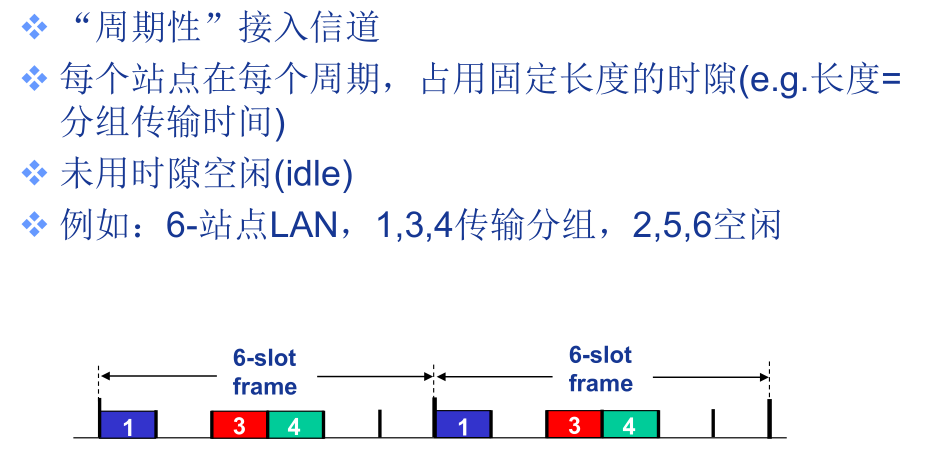 “周期性”接入信道
每个站点在每个周期，占用固定长度的时隙(e.g.长度=
分组传输时间)
未用时隙空闲(idle)
例如：6-站点LAN，1,3,4传输分组，2,5,6空闲
6-slot
frame
6-slot
frame
1 3 4 1 3 4